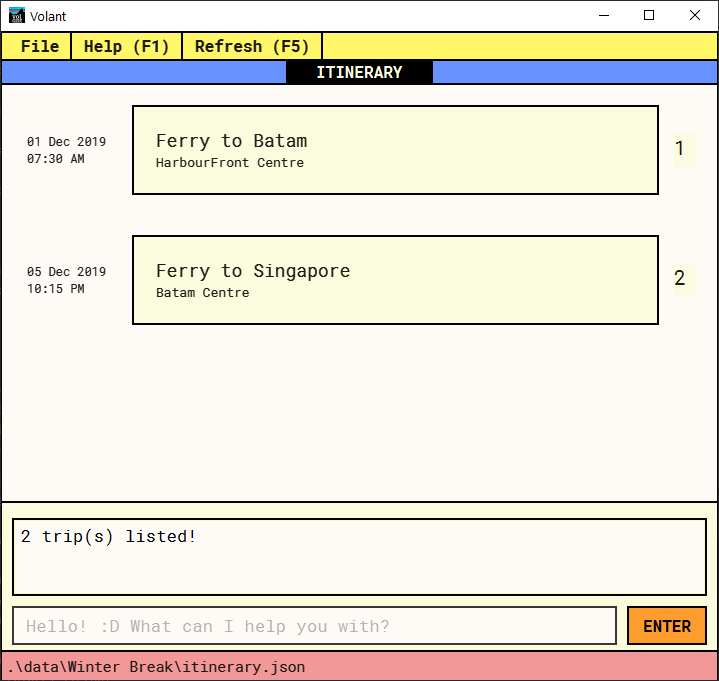 Volant
File Help (F1) Refresh (F5)
ITINERARY
01 Dec 2019
07:30 AM
Ferry to Batam
HarbourFront Centre
1
05 Dec 2019
10:15 PM
Ferry to Singapore
Batam Centre
2
2 trip(s) listed!
Hello! :D What can I help you with?
ENTER
.\data\Winter Break\itinerary.json